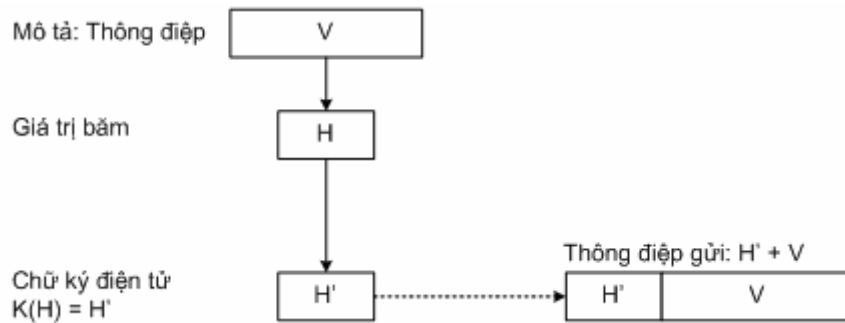 Mô tả: Thông điệp
V
Giá trị băm
H
Thông điệp gửi: H' + V
Chữ ký điện tử
K(H) = H'
H'
H'
V